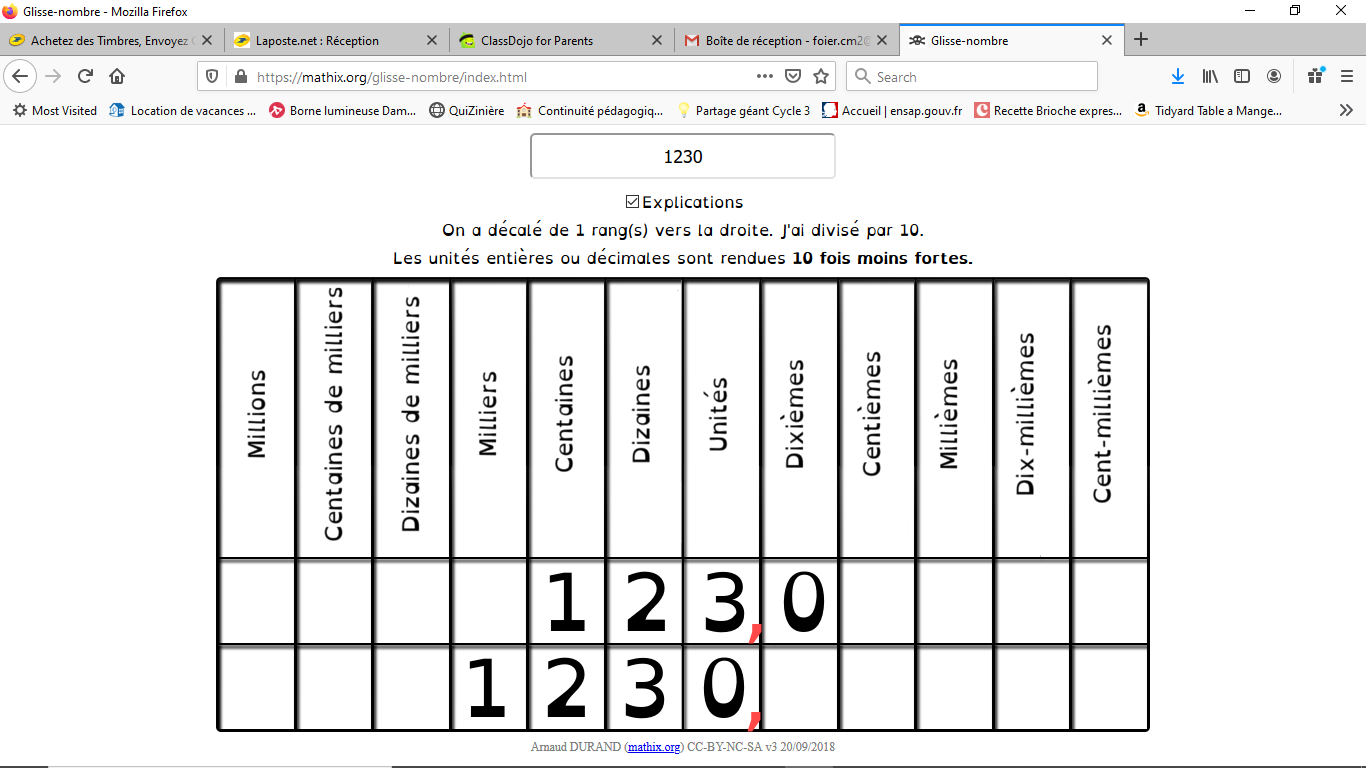 Glisse-nombre - Mozilla Firefox
Achetez des Timbres, Envoyez
Laposte.net : Réception
ClassDojo for Parents
Boîte de réception - foier.cm2@
Glisse-nombre
https://mathix.org/glisse-nombre/index.html
Search
Most Visited
Location de vacances ...
Borne lumineuse Dam...
QuiZinière
Continuité pédagogiq...
Partage géant Cycle 3
Accueil | ensap.gouv.fr
Recette Brioche expres...
Tidyard Table a Mange...
1230
Explications
On a décalé de 1 rang(s) vers la droite. J'ai divisé par 10.
Les unités entières ou décimales sont rendues 10 fois moins fortes.
Millions
Centaines de milliers
Dizaines de milliers
Milliers
Centaines
Dizaines
Unités
Dixièmes
Centièmes
Millièmes
Dix-millièmes
Cent-millièmes
1 2 3, 0
1 2 3 0,
Arnaud DURAND (mathix.org) CC-BY-NC-SA v3 20/09/2018